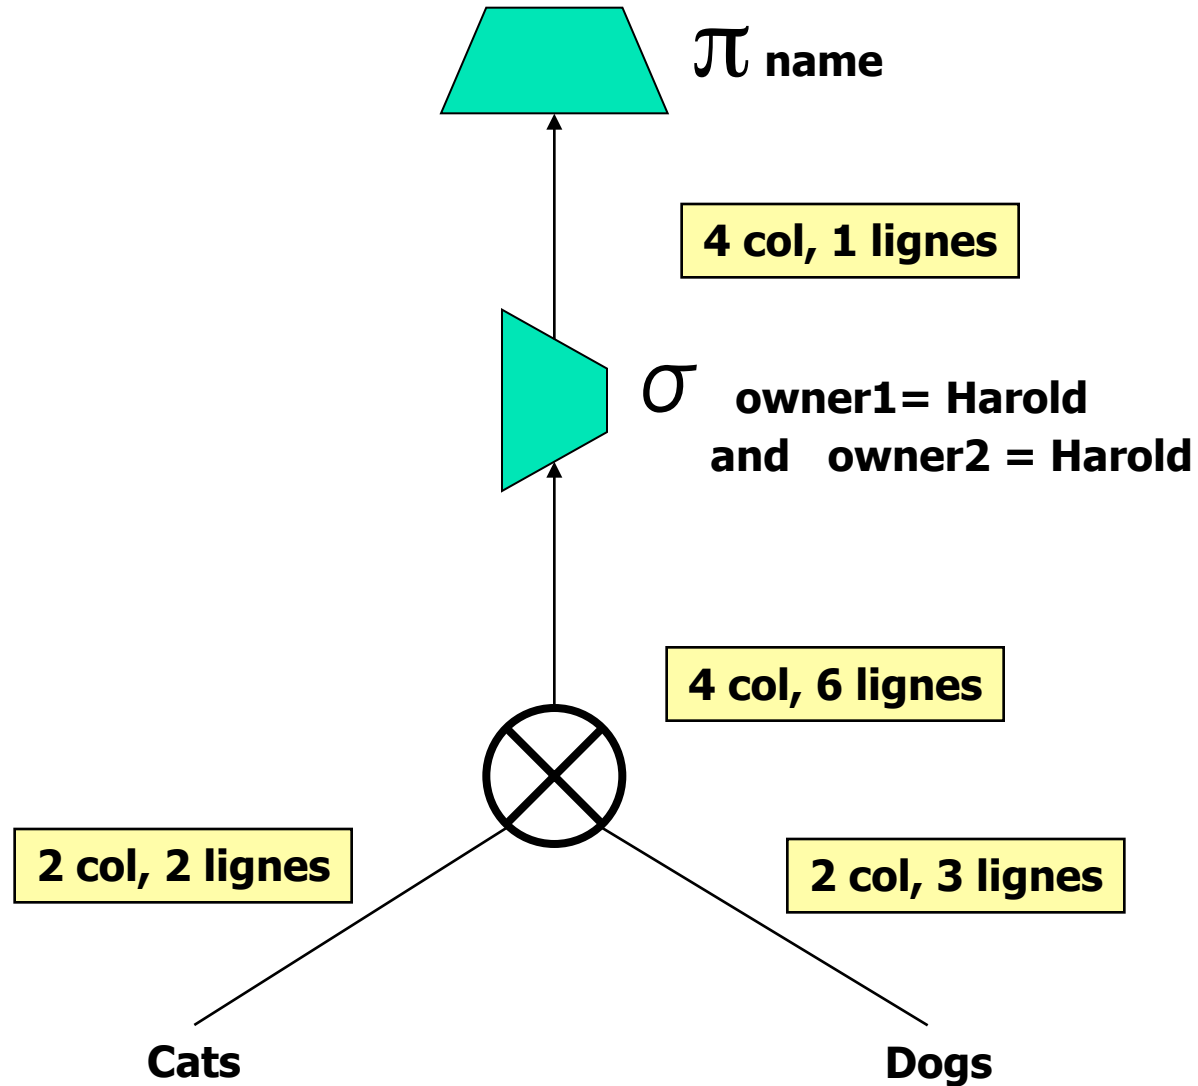 π name
4 col, 1 lignes
σ owner1= Harold
and owner2 = Harold
4 col, 6 lignes
2 col, 2 lignes
2 col, 3 lignes
Cats
Dogs